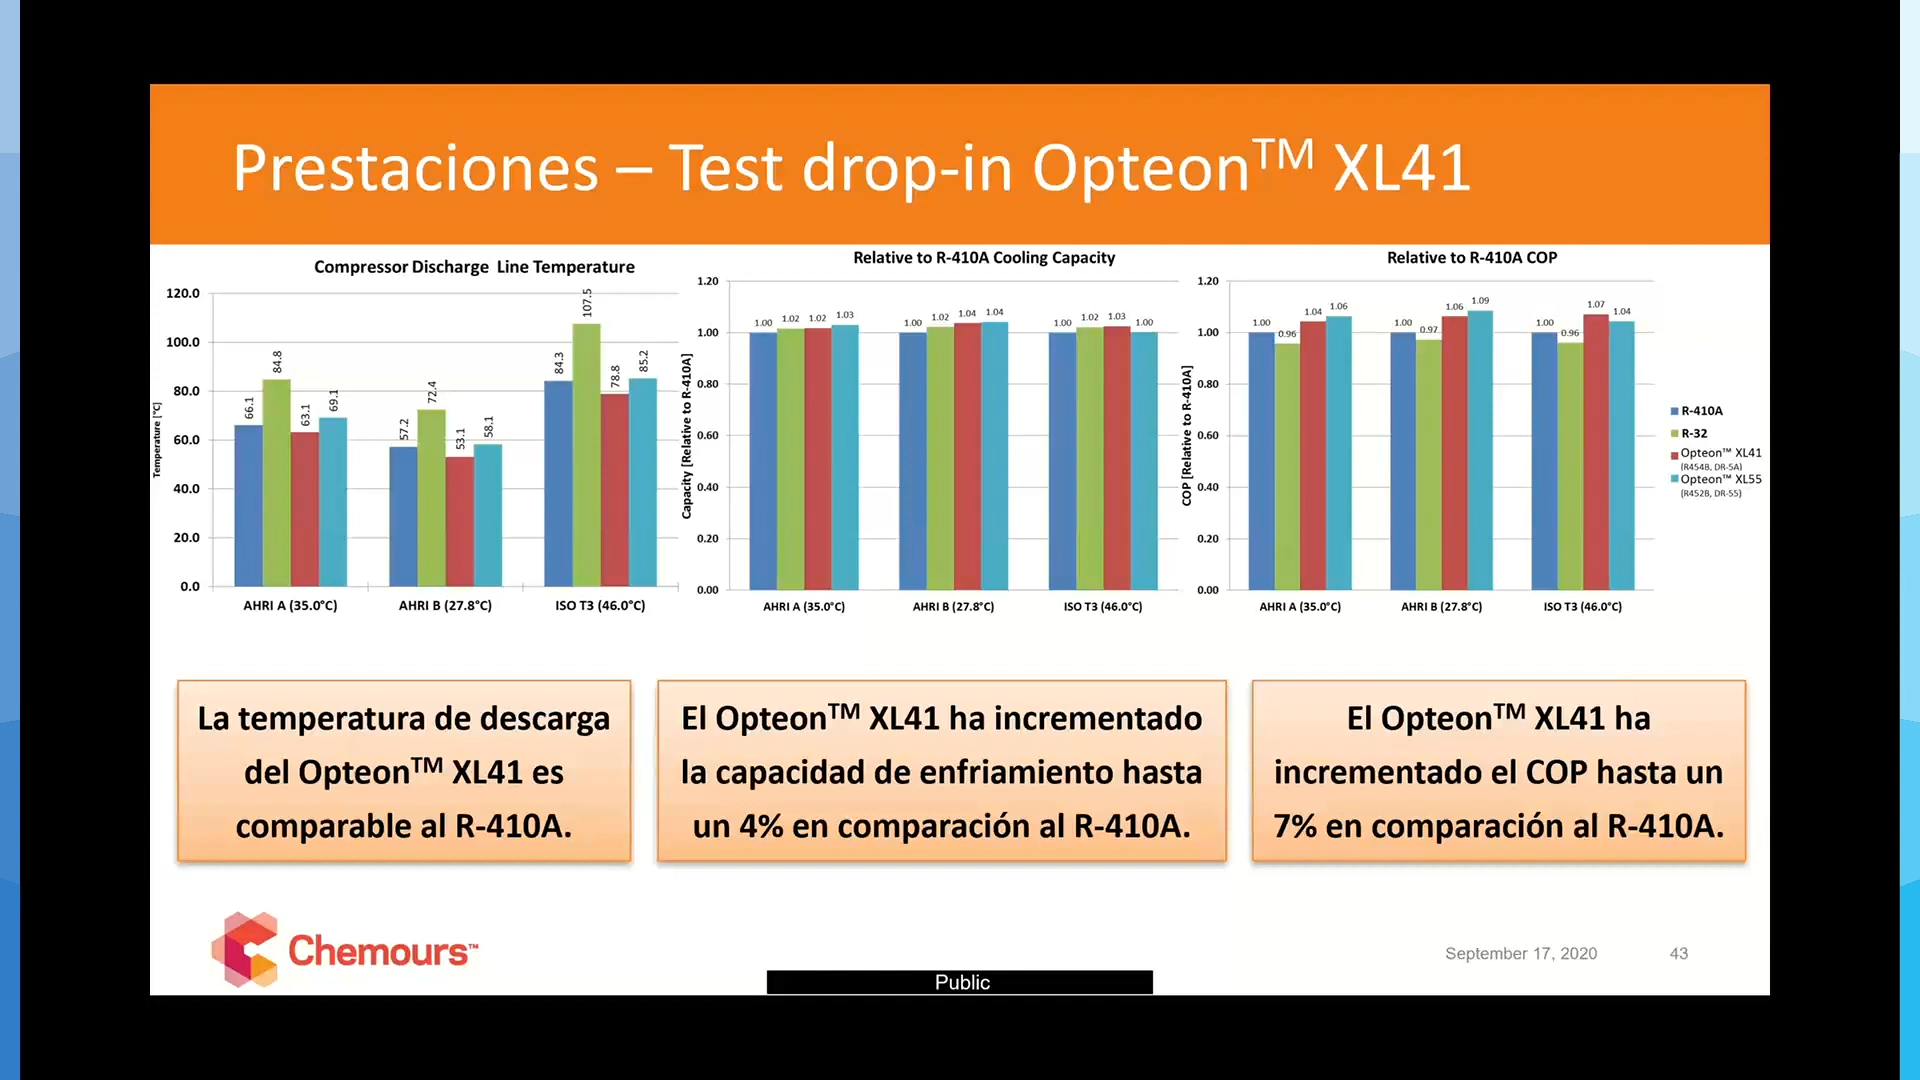 Prestaciones – Test drop-in Opteon™ XL41
Compressor Discharge Line Temperature
Temperature [°C]
120.0
100.0
80.0
60.0
40.0
20.0
0.0
66.1 84.8 63.1 69.1
57.2 72.4 53.1 58.1
84.3 107.5 78.8 85.2
AHRI A (35.0°C) AHRI B (27.8°C) ISO T3 (46.0°C)
Relative to R-410A Cooling Capacity
Capacity [Relative to R-410A]
1.20
1.00
0.80
0.60
0.40
0.20
0.00
1.00 1.02 1.02 1.03
1.00 1.02 1.04 1.04
1.00 1.02 1.03 1.00
AHRI A (35.0°C) AHRI B (27.8°C) ISO T3 (46.0°C)
Relative to R-410A COP
COP [Relative to R-410A]
1.20
1.00
0.80
0.60
0.40
0.20
0.00
1.00 0.96 1.04 1.06
1.00 0.97 1.06 1.09
1.00 0.96 1.07 1.04
AHRI A (35.0°C) AHRI B (27.8°C) ISO T3 (46.0°C)
R-410A
R-32
Opteon™ XL41
(R454B, DR-5A)
Opteon™ XL55
(R452B, DR-55)
La temperatura de descarga
del Opteon™ XL41 es
comparable al R-410A.
El Opteon™ XL41 ha incrementado
la capacidad de enfriamiento hasta
un 4% en comparación al R-410A.
El Opteon™ XL41 ha
incrementado el COP hasta un
7% en comparación al R-410A.
Chemours™
September 17, 2020 43
Public